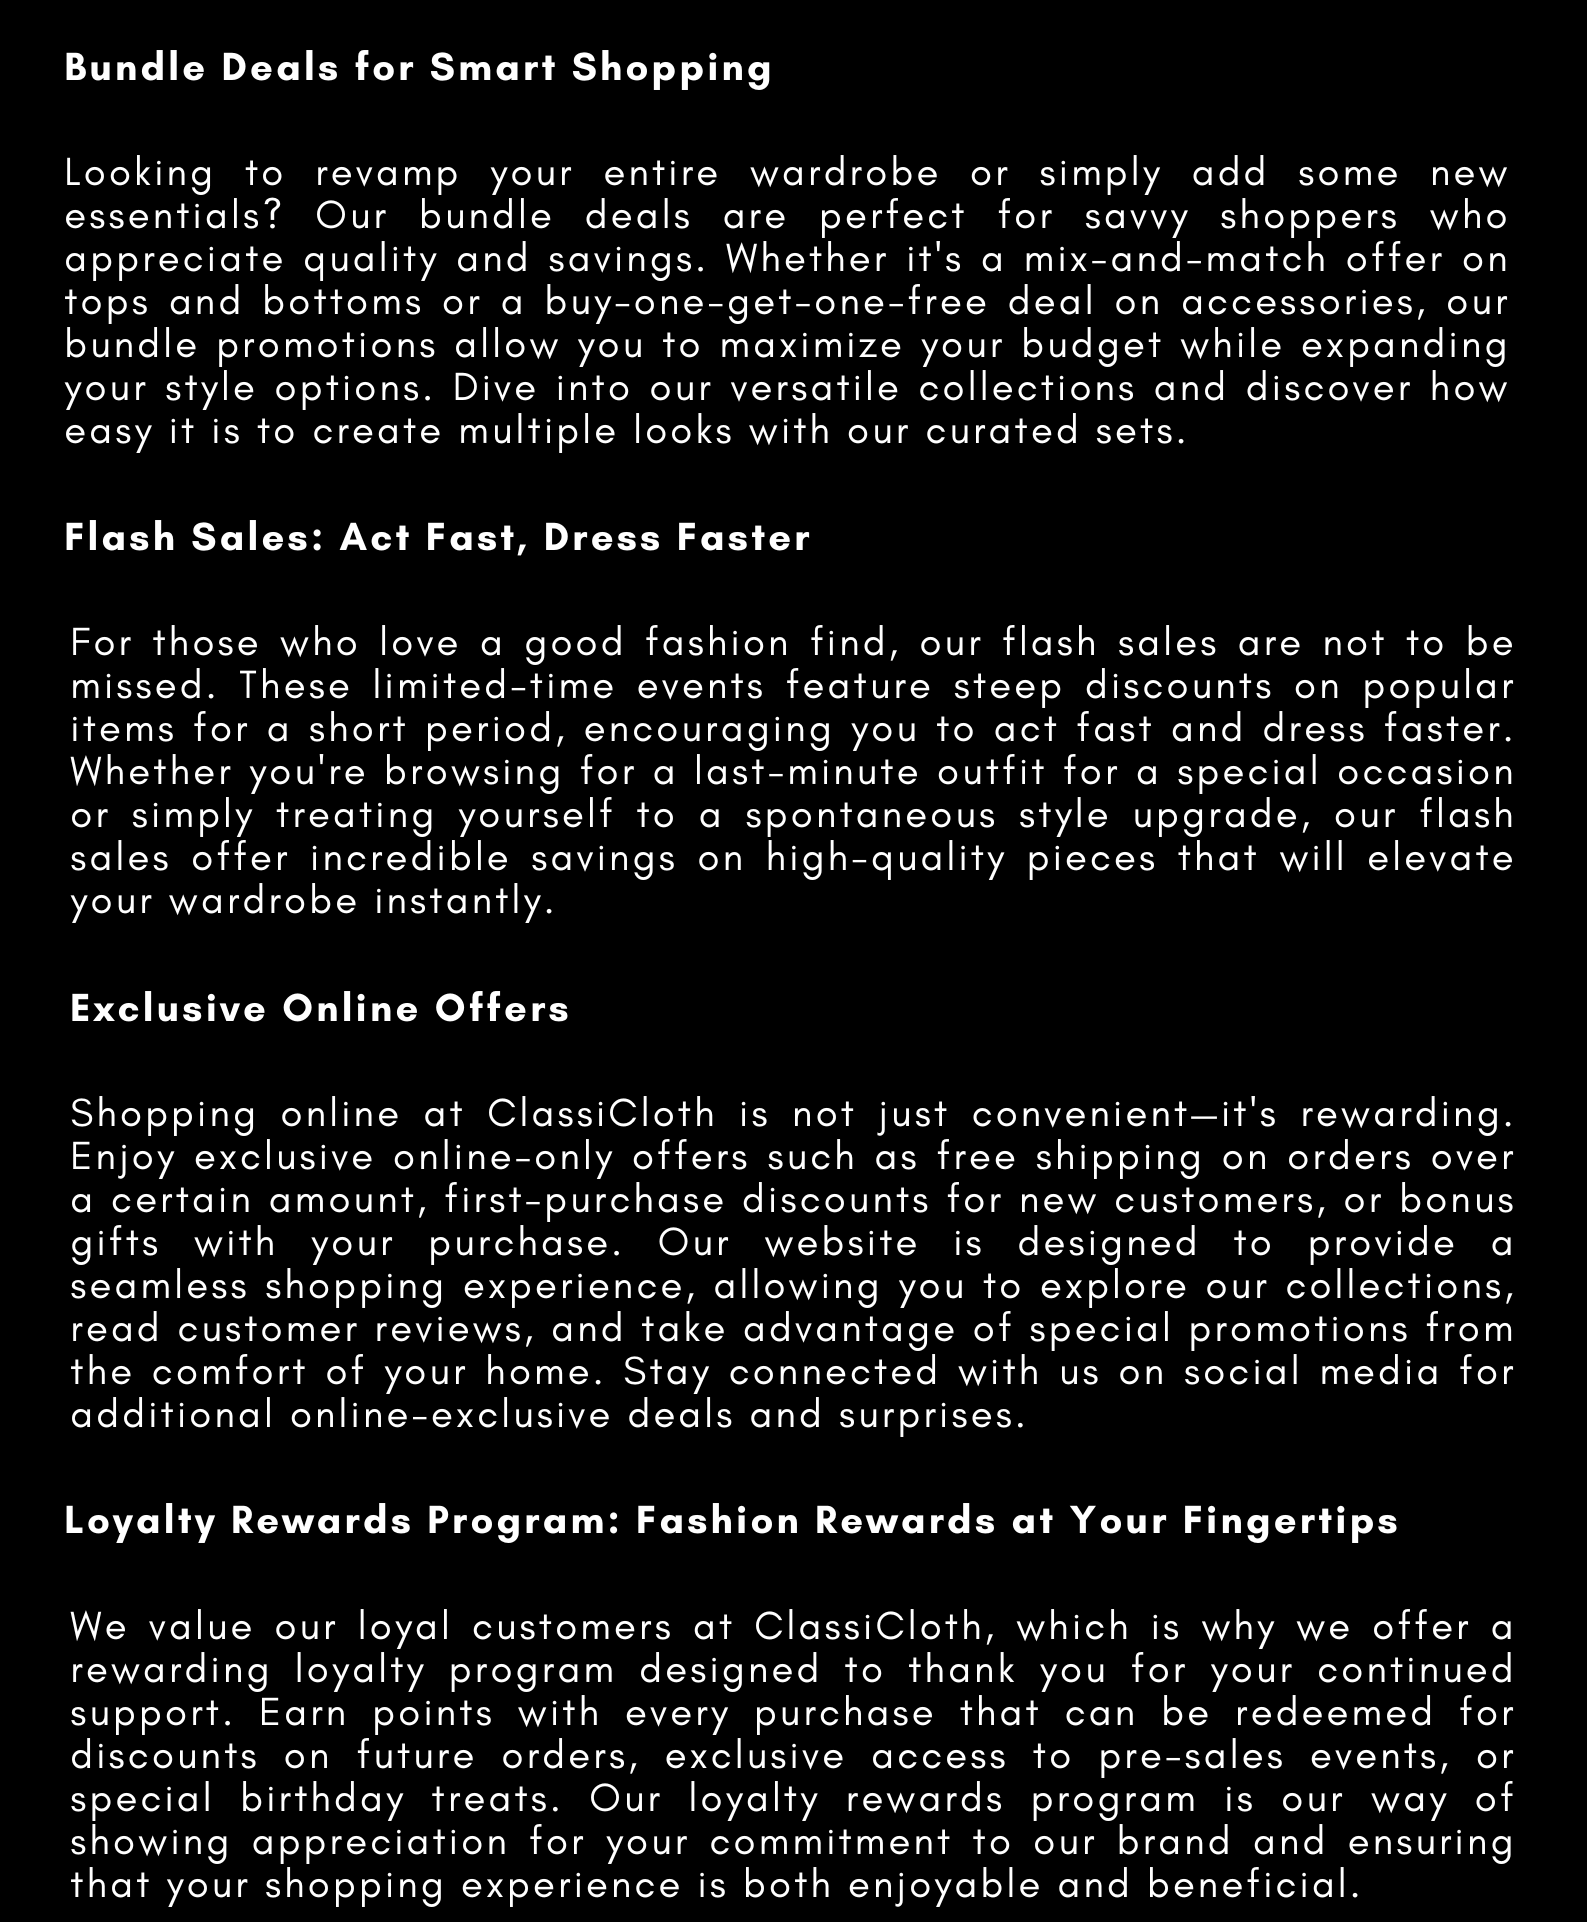 Bundle Deals for Smart Shopping
Looking to revamp your entire wardrobe or simply add some new
essentials? Our bundle deals are perfect for savvy shoppers who
appreciate quality and savings. Whether it's a mix-and-match offer on
tops and bottoms or a buy-one-get-one-free deal on accessories, our
bundle promotions allow you to maximize your budget while expanding
your style options. Dive into our versatile collections and discover how
easy it is to create multiple looks with our curated sets.
Flash Sales: Act Fast, Dress Faster
For those who love a good fashion find, our flash sales are not to be
missed. These limited-time events feature steep discounts on popular
items for a short period, encouraging you to act fast and dress faster.
Whether you're browsing for a last-minute outfit for a special occasion
or simply treating yourself to a spontaneous style upgrade, our flash
sales offer incredible savings on high-quality pieces that will elevate
your wardrobe instantly.
Exclusive Online Offers
Shopping online at ClassiCloth is not just convenient—it's rewarding.
Enjoy exclusive online-only offers such as free shipping on orders over
a certain amount, first-purchase discounts for new customers, or bonus
gifts with your purchase. Our website is designed to provide a
seamless shopping experience, allowing you to explore our collections,
read customer reviews, and take advantage of special promotions from
the comfort of your home. Stay connected with us on social media for
additional online-exclusive deals and surprises.
Loyalty Rewards Program: Fashion Rewards at Your Fingertips
We value our loyal customers at ClassiCloth, which is why we offer a
rewarding loyalty program designed to thank you for your continued
support. Earn points with every purchase that can be redeemed for
discounts on future orders, exclusive access to pre-sales events, or
special birthday treats. Our loyalty rewards program is our way of
showing appreciation for your commitment to our brand and ensuring
that your shopping experience is both enjoyable and beneficial.